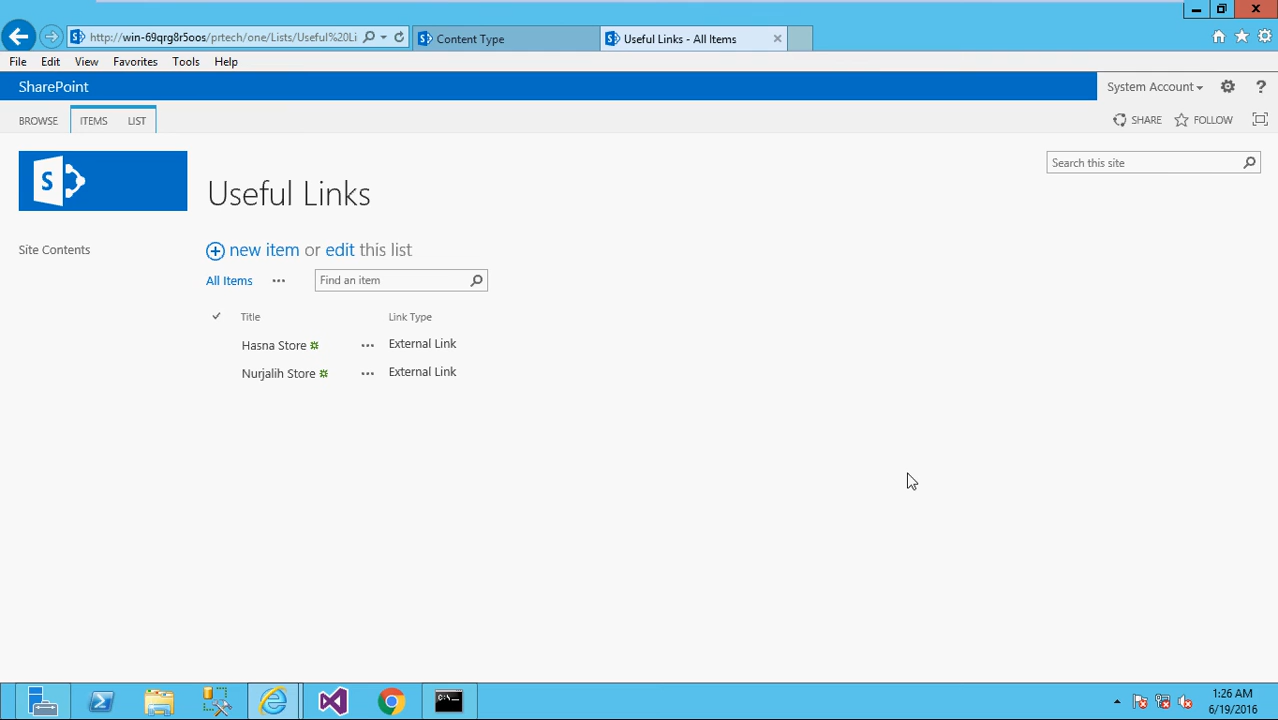 http://win-69qrg8r5oos/prtech/one/Lists/Useful%20Li
Content Type
Useful Links - All Items
File Edit View Favorites Tools Help
SharePoint
System Account
?
BROWSE ITEMS LIST
SHARE FOLLOW
S
Search this site
Useful Links
Site Contents
new item or edit this list
All Items ... Find an item
Title Link Type
Hasna Store ... External Link
Nurjalih Store ... External Link
C:\
1:26 AM
6/19/2016